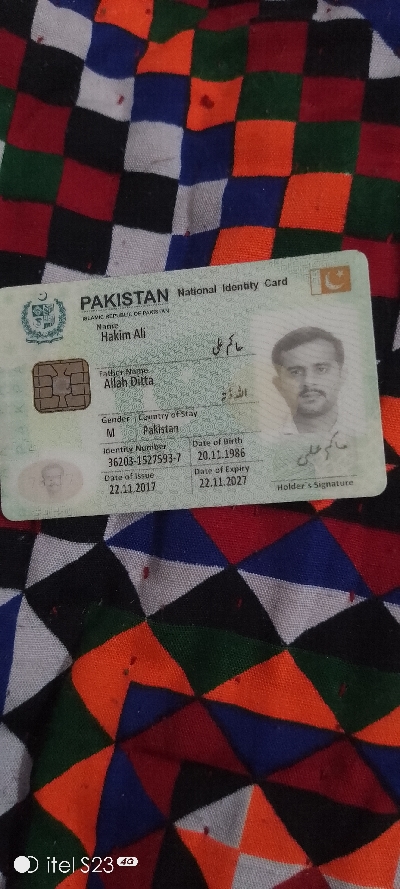 PAKISTAN National Identity Card
ISLAMIC REPUBLIC OF PAKISTAN
Name
Hakim Ali
حاکم علی
Father Name
Allah Ditta
اللہ دتہ
Gender Country of Stay
M Pakistan
Identity Number Date of Birth
36203-1527593-7 20.11.1986
Date of Issue Date of Expiry
22.11.2017 22.11.2027
حاکم علی
Holder's Signature
itel S23 4G